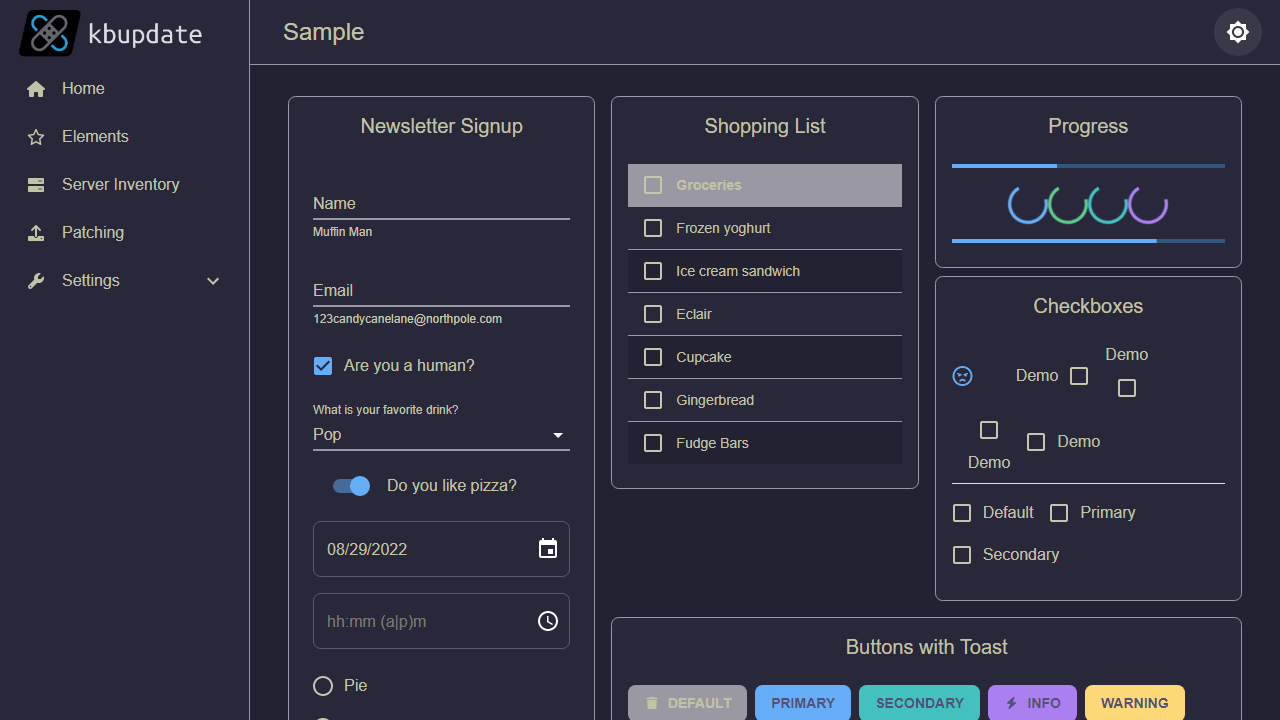 kbupdate
Home
Elements
Server Inventory
Patching
Settings
Sample
Newsletter Signup
Name
Muffin Man
Email
123candycanelane@northpole.com
Are you a human?
What is your favorite drink?
Pop
Do you like pizza?
08/29/2022
hh:mm (a|p)m
Pie
Shopping List
Groceries
Frozen yoghurt
Ice cream sandwich
Eclair
Cupcake
Gingerbread
Fudge Bars
Progress
Checkboxes
Demo
Demo
Demo
Demo
Default Primary
Secondary
Buttons with Toast
DEFAULT PRIMARY SECONDARY INFO WARNING